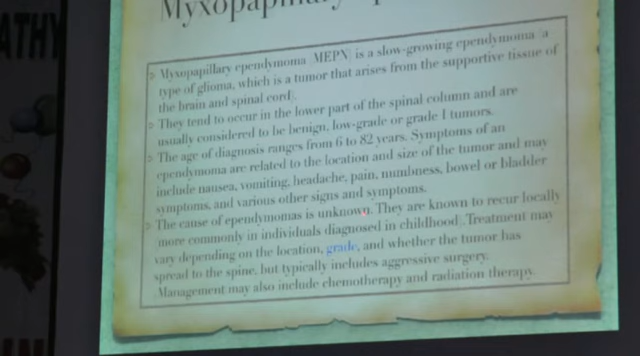 ATHY
Myxopapillary
Myxopapillary ependymoma (MEPN) is a slow-growing ependymoma (a
type of glioma, which is a tumor that arises from the supportive tissue of
the brain and spinal cord).
They tend to occur in the lower part of the spinal column and are
usually considered to be benign, low-grade or grade I tumors.
The age of diagnosis ranges from 6 to 82 years. Symptoms of an
ependymoma are related to the location and size of the tumor and may
include nausea, vomiting, headache, pain, numbness, bowel or bladder
symptoms, and various other signs and symptoms.
The cause of ependymomas is unknown. They are known to recur locally
(more commonly in individuals diagnosed in childhood). Treatment may
vary depending on the location, grade, and whether the tumor has
spread to the spine, but typically includes aggressive surgery.
Management may also include chemotherapy and radiation therapy.